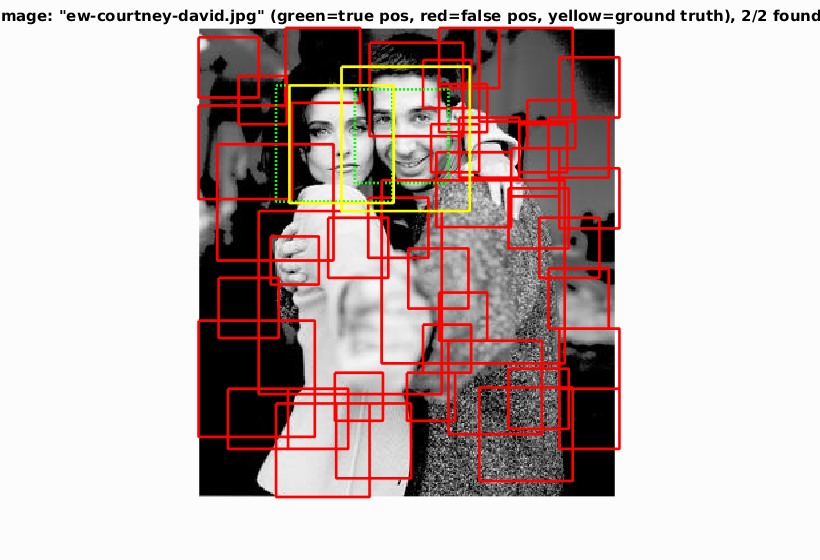 mage: "ew-courtney-david.jpg" (green=true pos, red=false pos, yellow=ground truth), 2/2 found